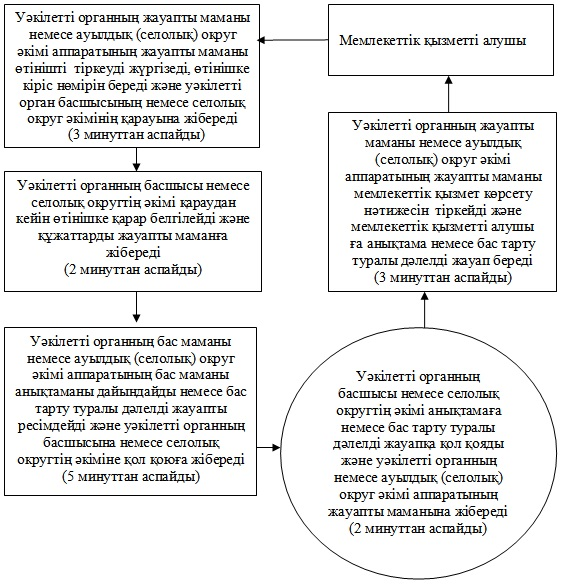 Мемлекеттік қызметті алушы
Уәкілетті органның жауапты маманы
немесе ауылдық (селолық) округ
әкімі аппаратының жауапты маманы
өтінішті тіркеуді жүргізеді, өтінішке
кіріс нөмірін береді және уәкілетті
орган басшысының немесе селолық
округ әкімінің қарауына жібереді
(3 минуттан аспайды)
Уәкілетті органның басшысы немесе
селолық округтің әкімі қараудан
кейін өтінішке қарар белгілейді және
құжаттарды жауапты маманға
жібереді
(2 минуттан аспайды)
Уәкілетті органның бас маманы
немесе ауылдық (селолық) округ
әкімі аппаратының бас маманы
анықтаманы дайындайды немесе бас
тарту туралы дәлелді жауапты
ресімдейді және уәкілетті органның
басшысына немесе селолық
округтің әкіміне қол қоюға жібереді
(5 минуттан аспайды)
Уәкілетті органның
басшысы немесе селолық
округтің әкімі анықтамаға
немесе бас тарту туралы
дәлелді жауапқа қол қояды
және уәкілетті органның
немесе ауылдық (селолық)
округ әкімі аппаратының
жауапты маманына жібереді
(2 минуттан аспайды)
Уәкілетті органның жауапты
маманы немесе ауылдық
(селолық) округ әкімі
аппаратының жауапты маманы
мемлекеттік қызмет көрсету
нәтижесін тіркейді және
мемлекеттік қызметті алушы
ға анықтама немесе бас тарту
туралы дәлелді жауап береді
(3 минуттан аспайды)